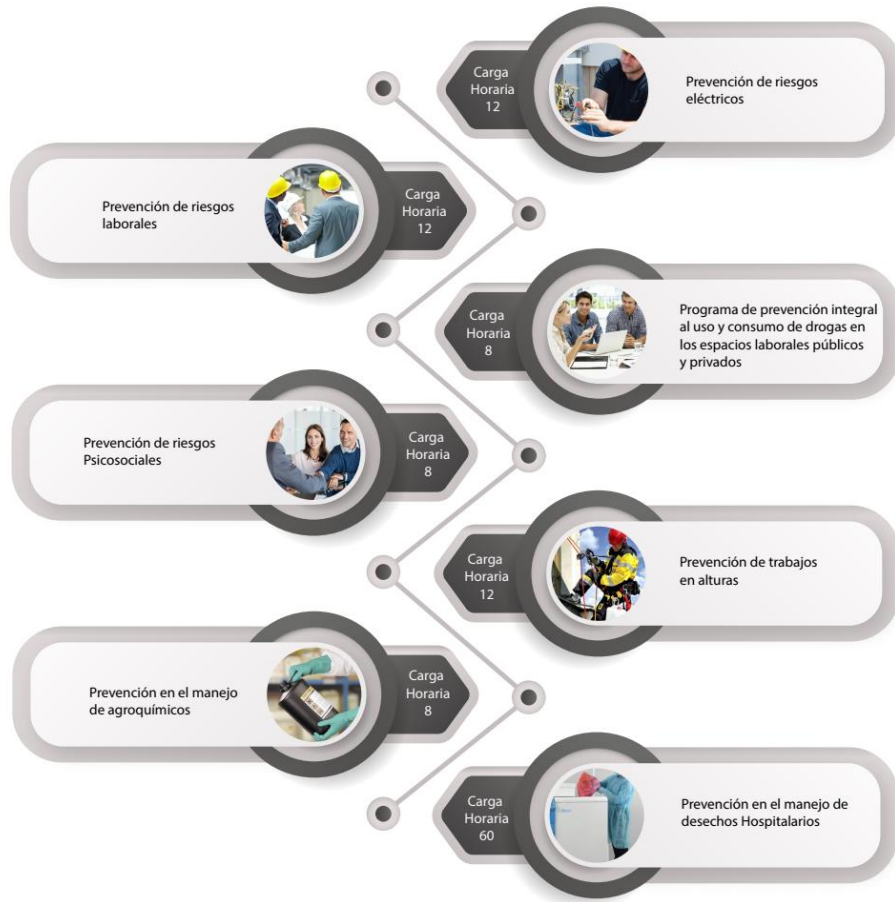 Carga
Horaria
12
Prevención de riesgos
eléctricos
Prevención de riesgos
laborales
Carga
Horaria
12
Carga
Horaria
8
Programa de prevención integral
al uso y consumo de drogas en
los espacios laborales públicos
y privados
Prevención de riesgos
Psicosociales
Carga
Horaria
8
Carga
Horaria
12
Prevención de trabajos
en alturas
Prevención en el manejo
de agroquímicos
Carga
Horaria
8
Carga
Horaria
60
Prevención en el manejo de
desechos Hospitalarios